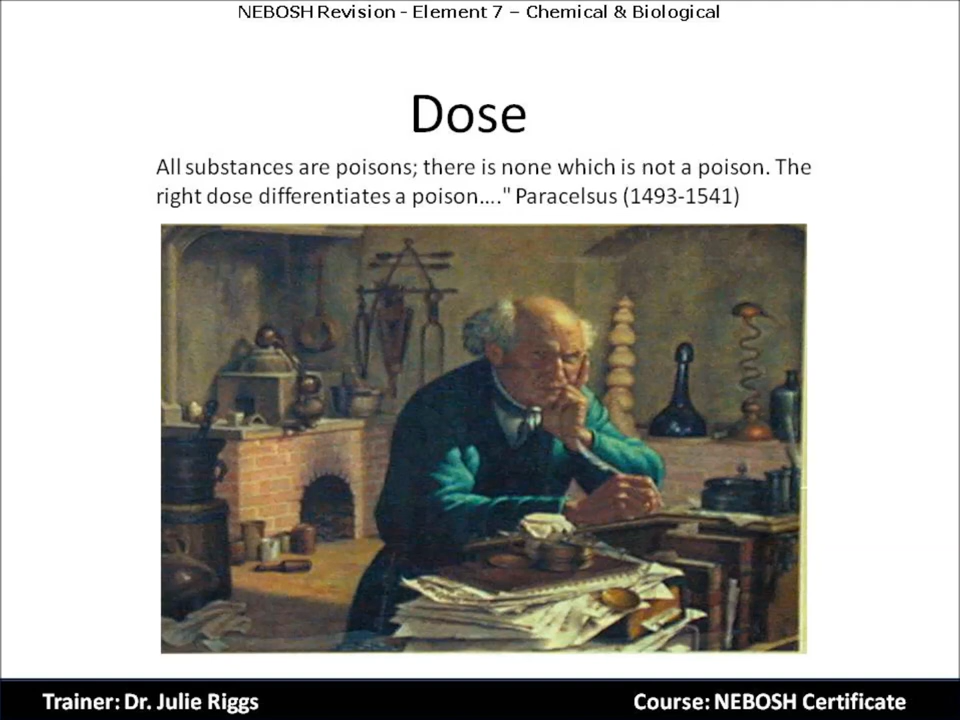 NEBOSH Revision - Element 7 – Chemical & Biological
Dose
All substances are poisons; there is none which is not a poison. The
right dose differentiates a poison...." Paracelsus (1493-1541)
Trainer: Dr. Julie Riggs
Course: NEBOSH Certificate